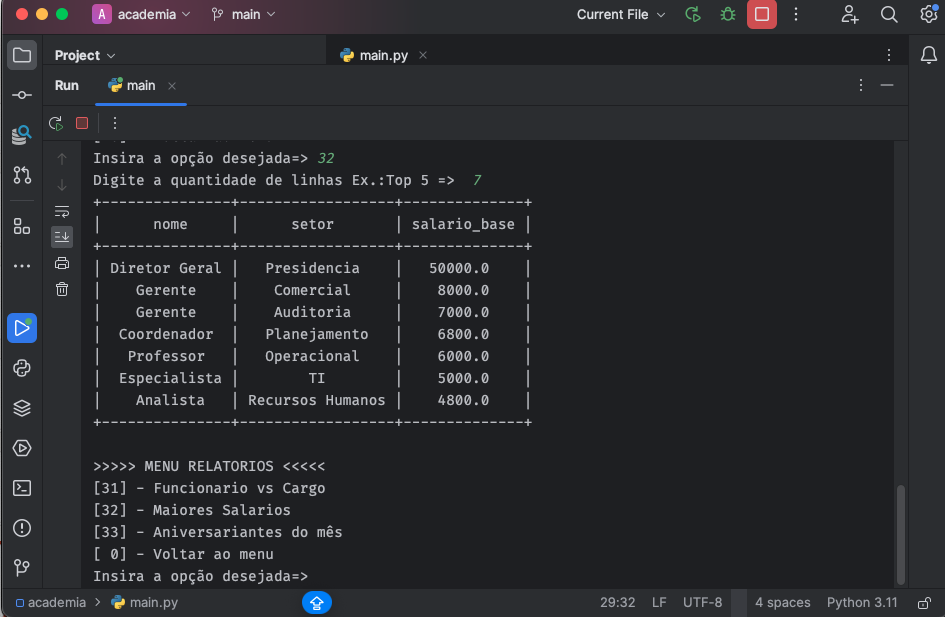 A academia main Current File
Project main.py
Run main
Insira a opção desejada=> 32
Digite a quantidade de linhas Ex.:Top 5 => 7
+---------------+------------------+--------------+
| nome | setor | salario_base |
+---------------+------------------+--------------+
| Diretor Geral | Presidencia | 50000.0 |
| Gerente | Comercial | 8000.0 |
| Gerente | Auditoria | 7000.0 |
| Coordenador | Planejamento | 6800.0 |
| Professor | Operacional | 6000.0 |
| Especialista | TI | 5000.0 |
| Analista | Recursos Humanos | 4800.0 |
+---------------+------------------+--------------+
>>>>> MENU RELATORIOS <<<<<
[31] - Funcionario vs Cargo
[32] - Maiores Salarios
[33] - Aniversariantes do mês
[ 0] - Voltar ao menu
Insira a opção desejada=>
academia > main.py 29:32 LF UTF-8 4 spaces Python 3.11